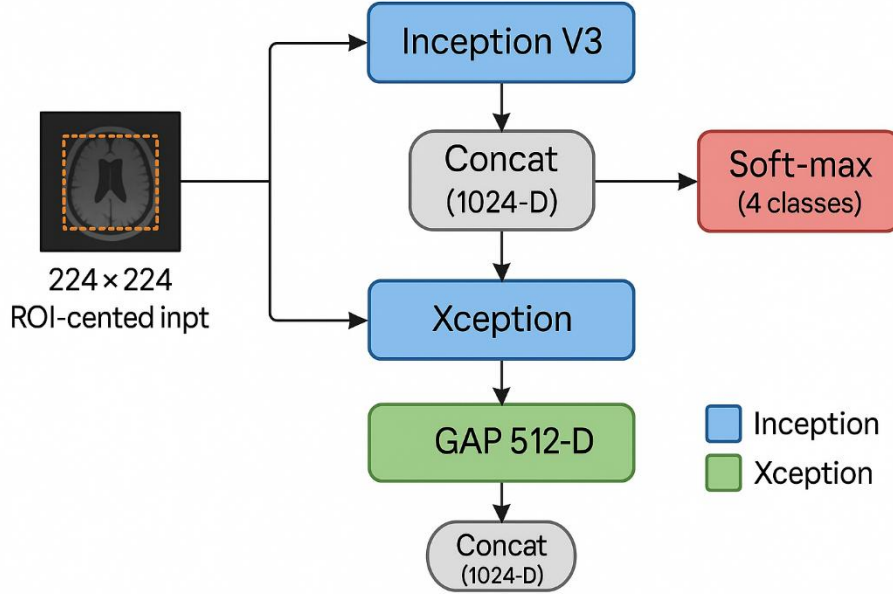 Inception V3
Concat
(1024-D)
Soft-max
(4 classes)
224×224
ROI-cented inpt
Xception
GAP 512-D
Inception
Xception
Concat
(1024-D)